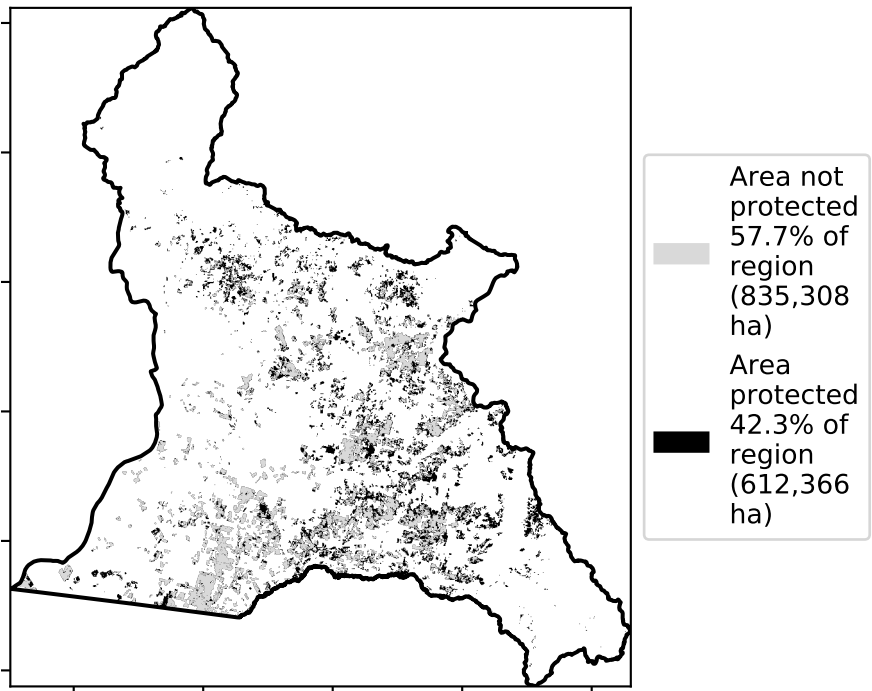 Area not
protected
57.7% of
region
(835,308
ha)
Area
protected
42.3% of
region
(612,366
ha)